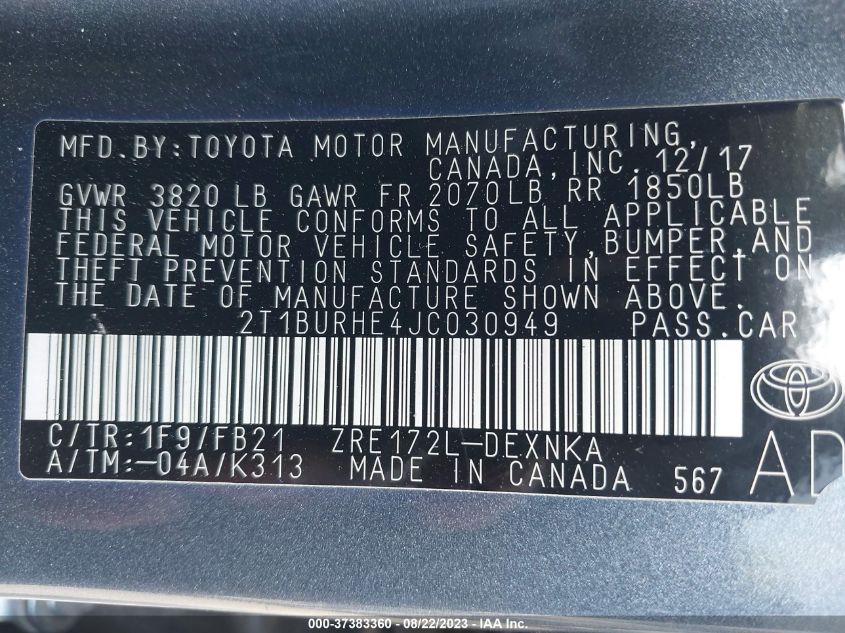 MFD.BY:TOYOTA MOTOR MANUFACTURING,
CANADA,INC. 12/17
GVWR 3820 LB GAWR FR 2070LB RR 1850LB
THIS VEHICLE CONFORMS TO ALL APPLICABLE
FEDERAL MOTOR VEHICLE SAFETY,BUMPER,AND
THEFT PREVENTION STANDARDS IN EFFECT ON
THE DATE OF MANUFACTURE SHOWN ABOVE.
2T1BURHE4JC030949 PASS.CAR
C/TR:1F9/FB21 ZRE172L-DEXNKA
A/TM:-04A/K313 MADE IN CANADA 567
AD
000-37383360 - 08/22/2023 - IAA Inc.